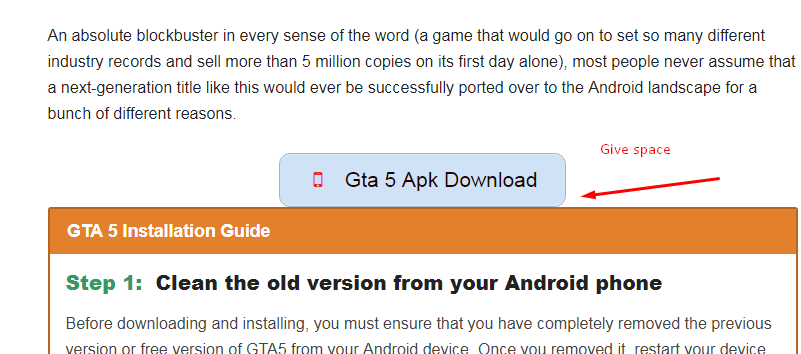 An absolute blockbuster in every sense of the word (a game that would go on to set so many different
industry records and sell more than 5 million copies on its first day alone), most people never assume that
a next-generation title like this would ever be successfully ported over to the Android landscape for a
bunch of different reasons.
Give space
Gta 5 Apk Download
GTA 5 Installation Guide
Step 1: Clean the old version from your Android phone
Before downloading and installing, you must ensure that you have completely removed the previous
version or free version of GTA5 from your Android device. Once you removed it, restart your device